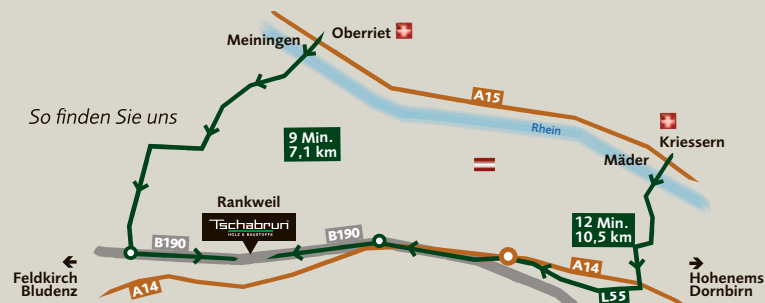 Oberriet
Meiningen
A15
So finden Sie uns
Rhein
9 Min.
7,1 km
Kriessern
Mäder
Rankweil
Tschabrun
HOLZ & BAUSTOFFE
12 Min.
10,5 km
B190
B190
Feldkirch
Bludenz
A14
A14
L55
Hohenems
Dornbirn